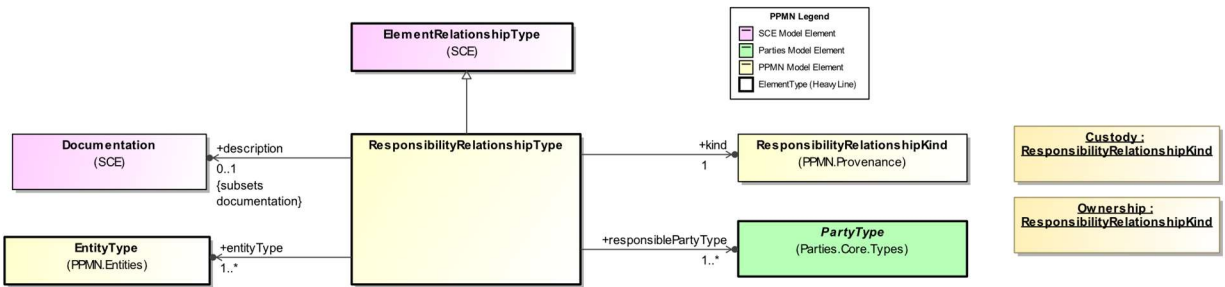 ElementRelationshipType
(SCE)
PPMN Legend
SCE Model Element
Parties Model Element
PPMN Model Element
ElementType (Heavy Line)
Documentation
(SCE)
+description
0..1
{subsets
documentation}
ResponsibilityRelationshipType
+kind
1
ResponsibilityRelationshipKind
(PPMN.Provenance)
Custody :
ResponsibilityRelationshipKind
EntityType
(PPMN.Entities)
+entityType
1..*
+responsiblePartyType
1..*
PartyType
(Parties.Core.Types)
Ownership :
ResponsibilityRelationshipKind